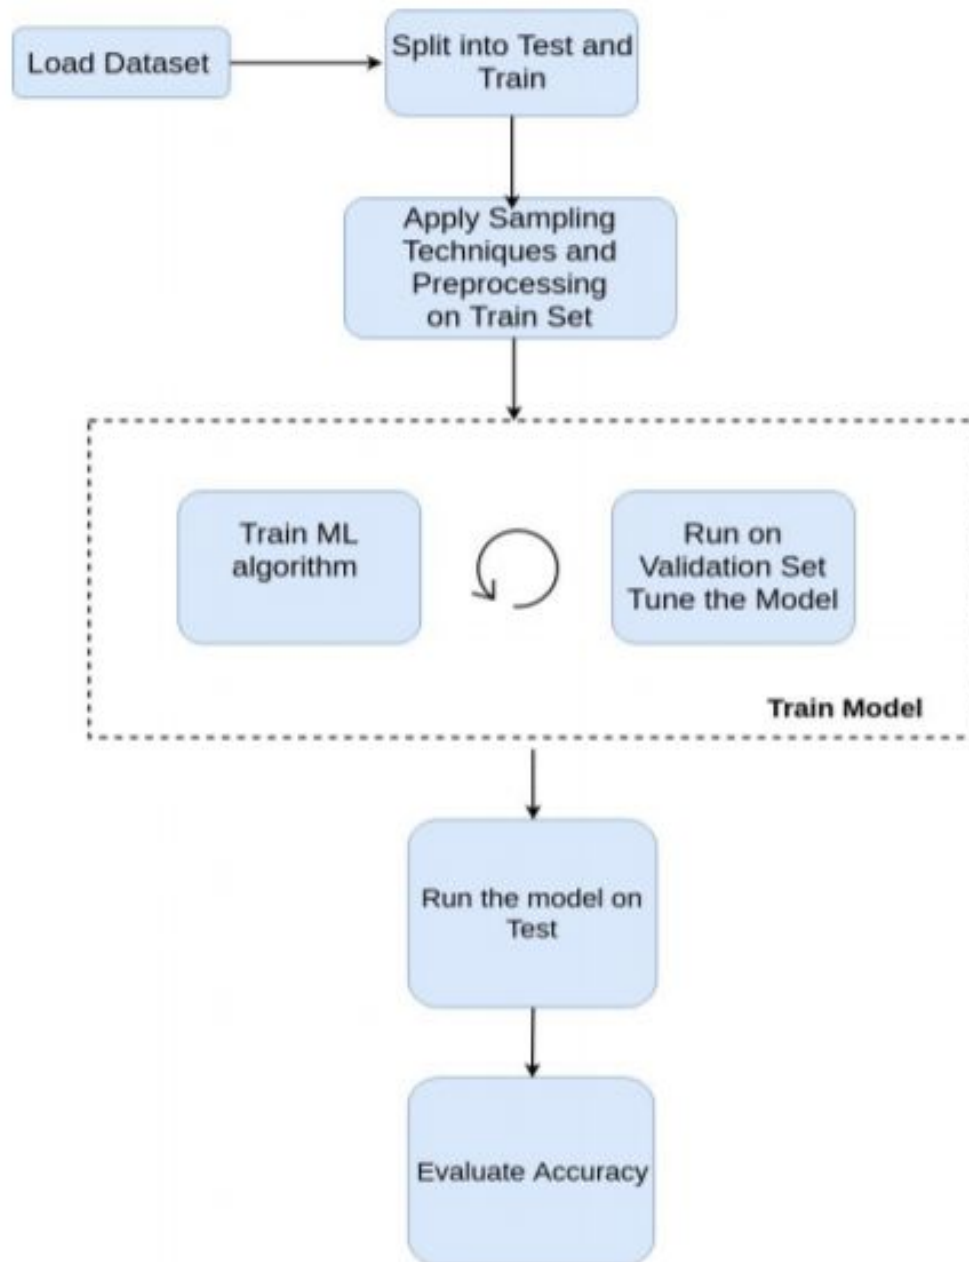 Load Dataset
Split into Test and
Train
Apply Sampling
Techniques and
Preprocessing
on Train Set
Train ML
algorithm
Run on
Validation Set
Tune the Model
Train Model
Run the model on
Test
Evaluate Accuracy